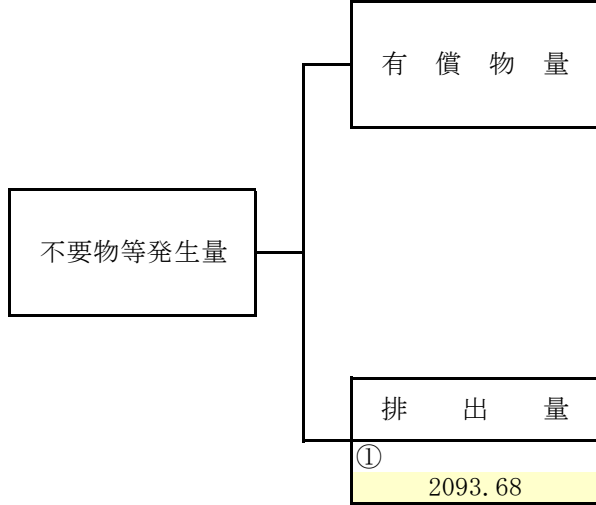 有償物量
不要物等発生量
排出量
①
2093.68